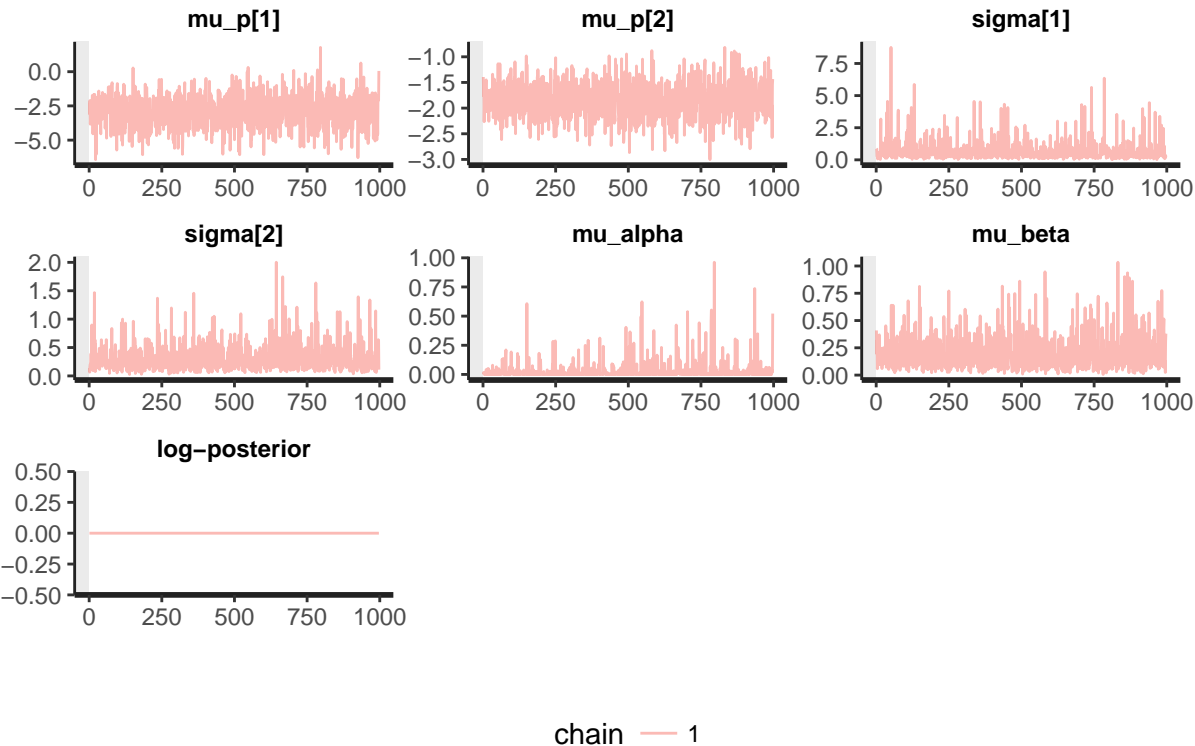 mu_p[1] mu_p[2] sigma[1]
0.0 −1.0 7.5
−2.5 −1.5 5.0
−5.0 −2.0 2.5
−2.5 0.0
−3.0
0 250 500 750 1000 0 250 500 750 1000 0 250 500 750 1000
sigma[2] mu_alpha mu_beta
2.0 1.00 1.00
1.5 0.75 0.75
1.0 0.50 0.50
0.5 0.25 0.25
0.0 0.00 0.00
0 250 500 750 1000 0 250 500 750 1000 0 250 500 750 1000
log−posterior
0.50
0.25
0.00
−0.25
−0.50
0 250 500 750 1000
chain 1